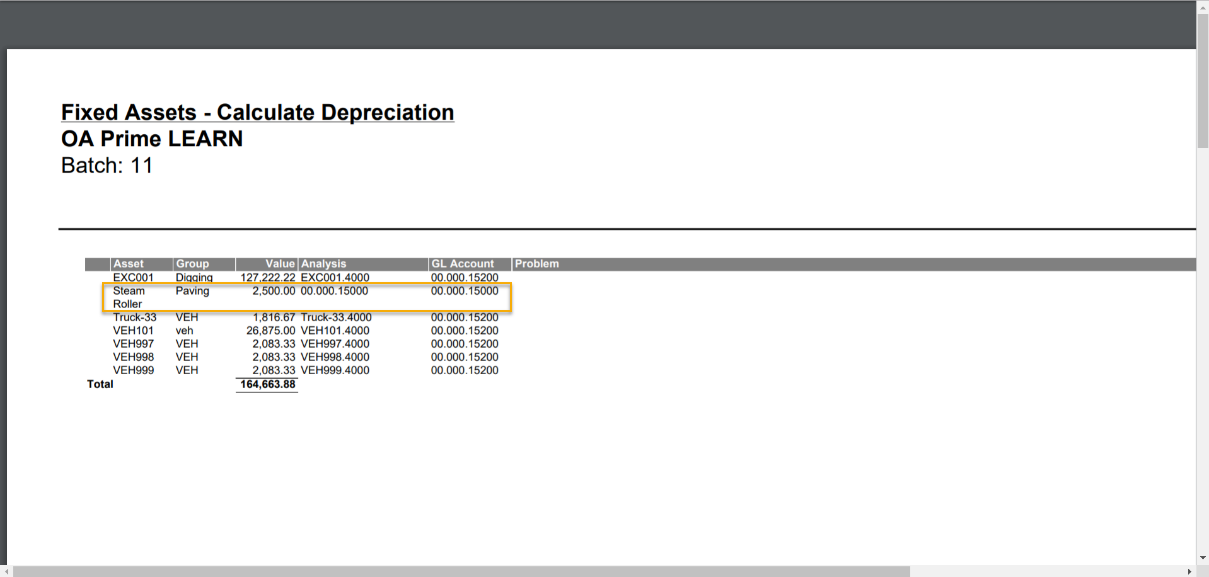 Fixed Assets - Calculate Depreciation
OA Prime LEARN
Batch: 11
Asset Group Value Analysis GL Account Problem
EXC001 Digging 127,222.22 EXC001.4000 00.000.15200
Steam Paving 2,500.00 00.000.15000 00.000.15000
Roller
Truck-33 VEH 1,816.67 Truck-33.4000 00.000.15200
VEH101 veh 26,875.00 VEH101.4000 00.000.15200
VEH997 VEH 2,083.33 VEH997.4000 00.000.15200
VEH998 VEH 2,083.33 VEH998.4000 00.000.15200
VEH999 VEH 2,083.33 VEH999.4000 00.000.15200
Total 164,663.88